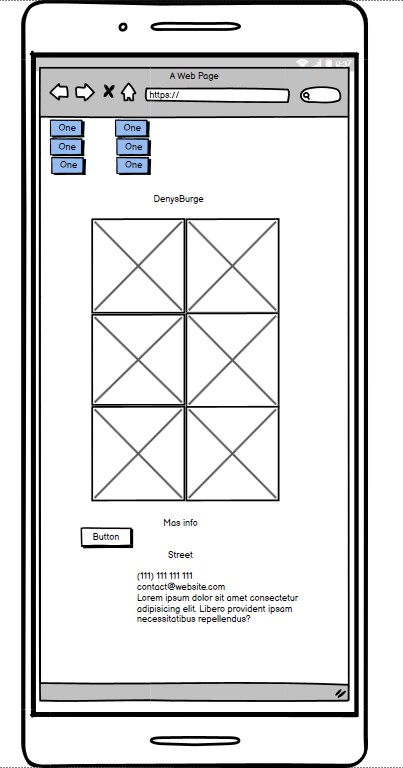 A Web Page
https://
One One
One One
One One
DenysBurge
Mas info
Button
Street
(111) 111 111 111
contact@website.com
Lorem ipsum dolor sit amet consectetur
adipisicing elit. Libero provident ipsam
necessitatibus repellendus?